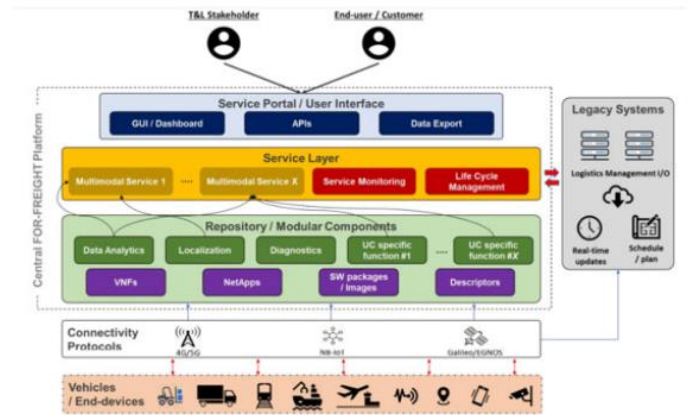 T&L Stakeholder
End-user / Customer
Central FOR-FREIGHT Platform
Service Portal / User Interface
GUI / Dashboard
APIs
Data Export
Service Layer
Multimodal Service 1
....
Multimodal Service X
Service Monitoring
Life Cycle
Management
Repository / Modular Components
Data Analytics
Localization
Diagnostics
UC specific
function #1
....
UC specific
function #X
VNFs
NetApps
SW packages
/ Images
Descriptors
Legacy Systems
Logistics Management I/O
Real-time
updates
Schedule
/ plan
Connectivity
Protocols
4G/5G
NB-IoT
Galileo/EGNOS
Vehicles
/ End-devices